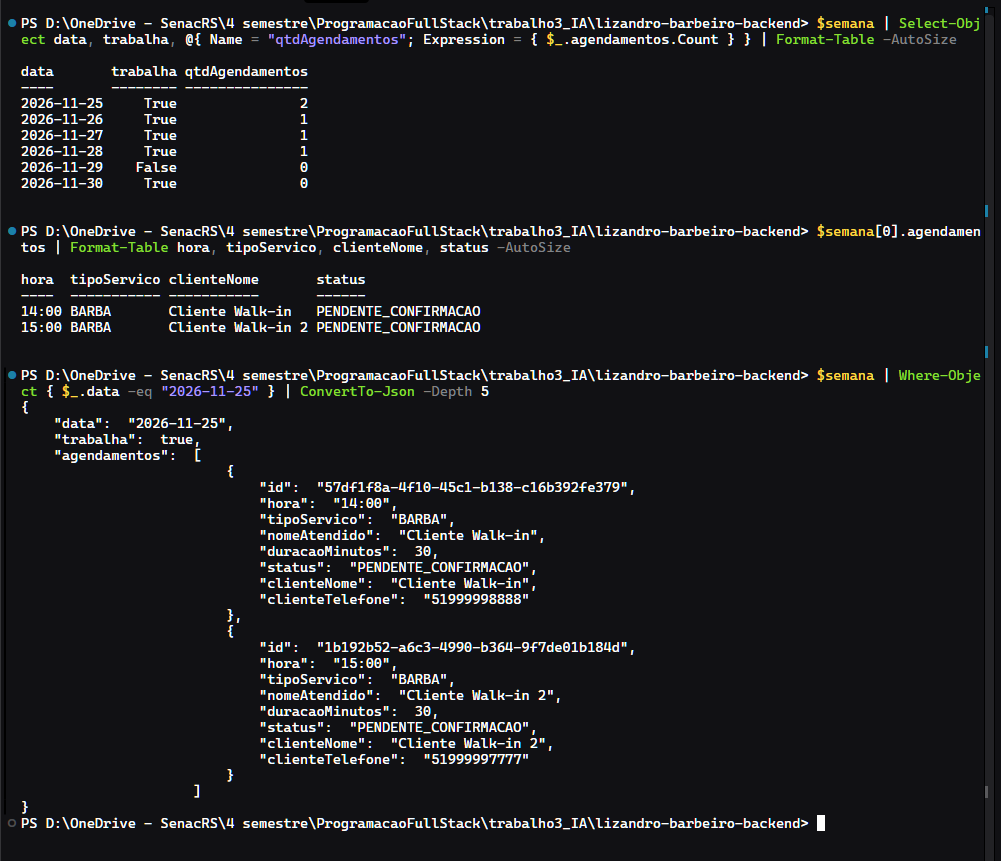 PS D:\OneDrive - SenacRS\4 semestre\ProgramacaoFullStack\trabalho3_IA\lizandro-barbeiro-backend> $semana | Select-Obj
ect data, trabalha, @{ Name = "qtdAgendamentos"; Expression = { $_.agendamentos.Count } } | Format-Table -AutoSize
data       trabalha qtdAgendamentos
----       -------- ---------------
2026-11-25     True               2
2026-11-26     True               1
2026-11-27     True               1
2026-11-28     True               1
2026-11-29    False               0
2026-11-30     True               0
PS D:\OneDrive - SenacRS\4 semestre\ProgramacaoFullStack\trabalho3_IA\lizandro-barbeiro-backend> $semana[0].agendamen
tos | Format-Table hora, tipoServico, clienteNome, status -AutoSize
hora  tipoServico clienteNome       status
----  ----------- -----------       ------
14:00 BARBA       Cliente Walk-in   PENDENTE_CONFIRMACAO
15:00 BARBA       Cliente Walk-in 2 PENDENTE_CONFIRMACAO
PS D:\OneDrive - SenacRS\4 semestre\ProgramacaoFullStack\trabalho3_IA\lizandro-barbeiro-backend> $semana | Where-Obje
ct { $_.data -eq "2026-11-25" } | ConvertTo-Json -Depth 5
{
    "data":  "2026-11-25",
    "trabalha":  true,
    "agendamentos":  [
                         {
                             "id":  "57df1f8a-4f10-45c1-b138-c16b392fe379",
                             "hora":  "14:00",
                             "tipoServico":  "BARBA",
                             "nomeAtendido":  "Cliente Walk-in",
                             "duracaoMinutos":  30,
                             "status":  "PENDENTE_CONFIRMACAO",
                             "clienteNome":  "Cliente Walk-in",
                             "clienteTelefone":  "51999998888"
                         },
                         {
                             "id":  "1b192b52-a6c3-4990-b364-9f7de01b184d",
                             "hora":  "15:00",
                             "tipoServico":  "BARBA",
                             "nomeAtendido":  "Cliente Walk-in 2",
                             "duracaoMinutos":  30,
                             "status":  "PENDENTE_CONFIRMACAO",
                             "clienteNome":  "Cliente Walk-in 2",
                             "clienteTelefone":  "51999997777"
                         }
                     ]
}
PS D:\OneDrive - SenacRS\4 semestre\ProgramacaoFullStack\trabalho3_IA\lizandro-barbeiro-backend>